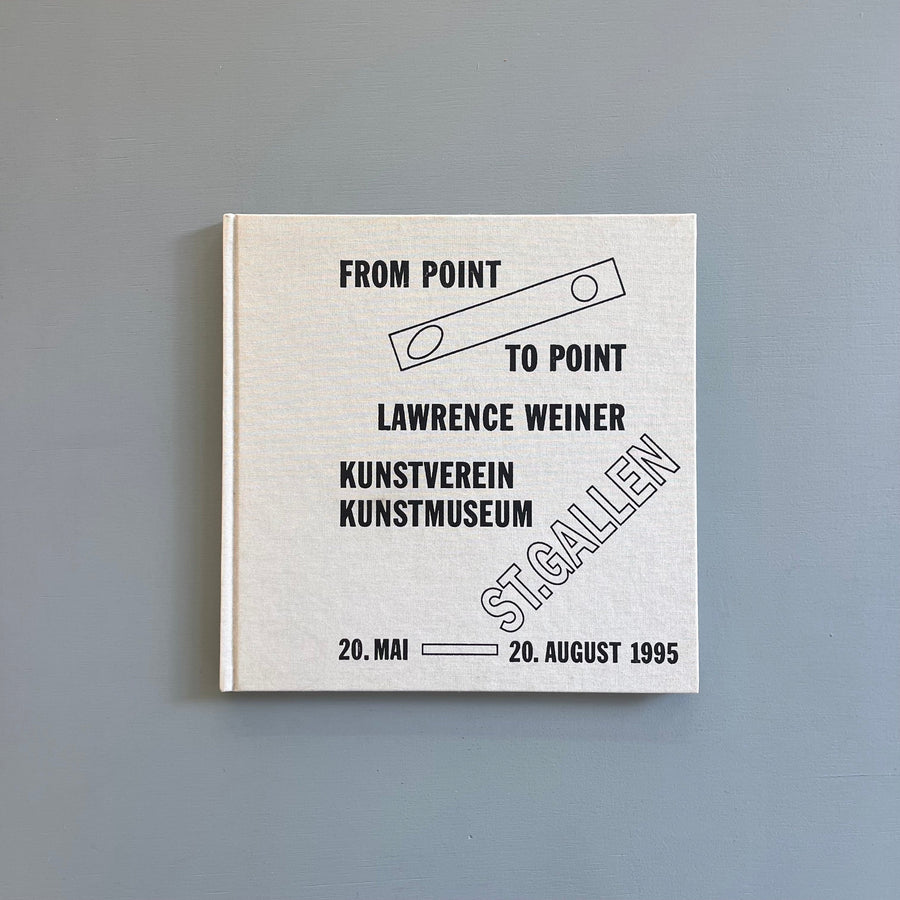 FROM POINT
TO POINT
LAWRENCE WEINER
KUNSTVEREIN
KUNSTMUSEUM
ST.GALLEN
20. MAI 20. AUGUST 1995